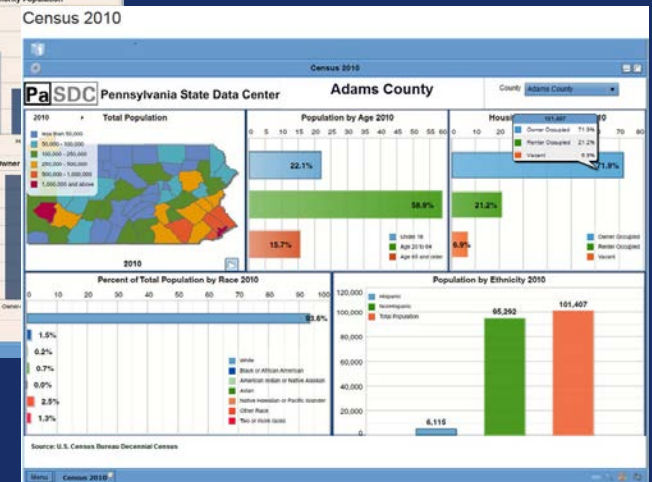 Population
Census 2010
Census 2010
PaSDC Pennsylvania State Data Center
Adams County
County Adams County
2010 Total Population
less than 50,000
50,000 - 100,000
100,000 - 250,000
250,000 - 500,000
500,000 - 1,000,000
1,000,000 and above
2010
Population by Age 2010
0 5 10 15 20 25 30 35 40 45 50 55 60
22.1%
58.9%
15.7%
Under 18
Age 20 to 64
Age 65 and older
0 10 20 70 80
101,407
Owner Occupied 71.9%
Renter Occupied 21.2%
Vacant 6.9%
71.9%
21.2%
6.9%
Owner Occupied
Renter Occupied
Vacant
Percent of Total Population by Race 2010
0 10 20 30 40 50 60 70 80 90 100
93.6%
1.5%
0.2%
0.7%
0.0%
2.5%
1.3%
White
Black or African American
American Indian or Native Alaskan
Asian
Native Hawaiian or Pacific Islander
Other Race
Two or more races
Population by Ethnicity 2010
120,000
100,000
80,000
60,000
40,000
20,000
0
Hispanic
NonHispanic
Total Population
6,115
95,292
101,407
Source: U.S. Census Bureau Decennial Census
Menu Census 2010